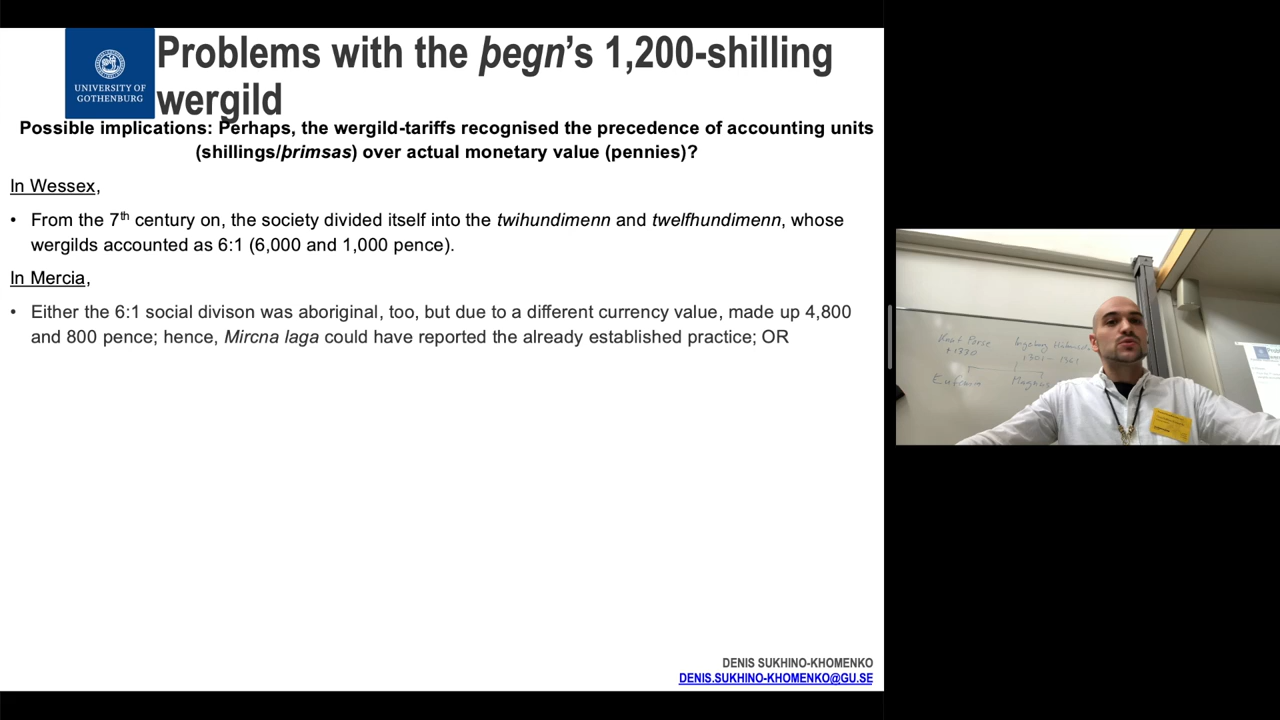 UNIVERSITY OF
GOTHENBURG
Problems with the þegn's 1,200-shilling
wergild
Possible implications: Perhaps, the wergild-tariffs recognised the precedence of accounting units
(shillings/þrimsas) over actual monetary value (pennies)?
In Wessex,
• From the 7th century on, the society divided itself into the twihundimenn and twelfhundimenn, whose
wergilds accounted as 6:1 (6,000 and 1,000 pence).
In Mercia,
• Either the 6:1 social divison was aboriginal, too, but due to a different currency value, made up 4,800
and 800 pence; hence, Mircna laga could have reported the already established practice; OR
DENIS SUKHINO-KHOMENKO
DENIS.SUKHINO-KHOMENKO@GU.SE
Knut Porse
Ingeborg